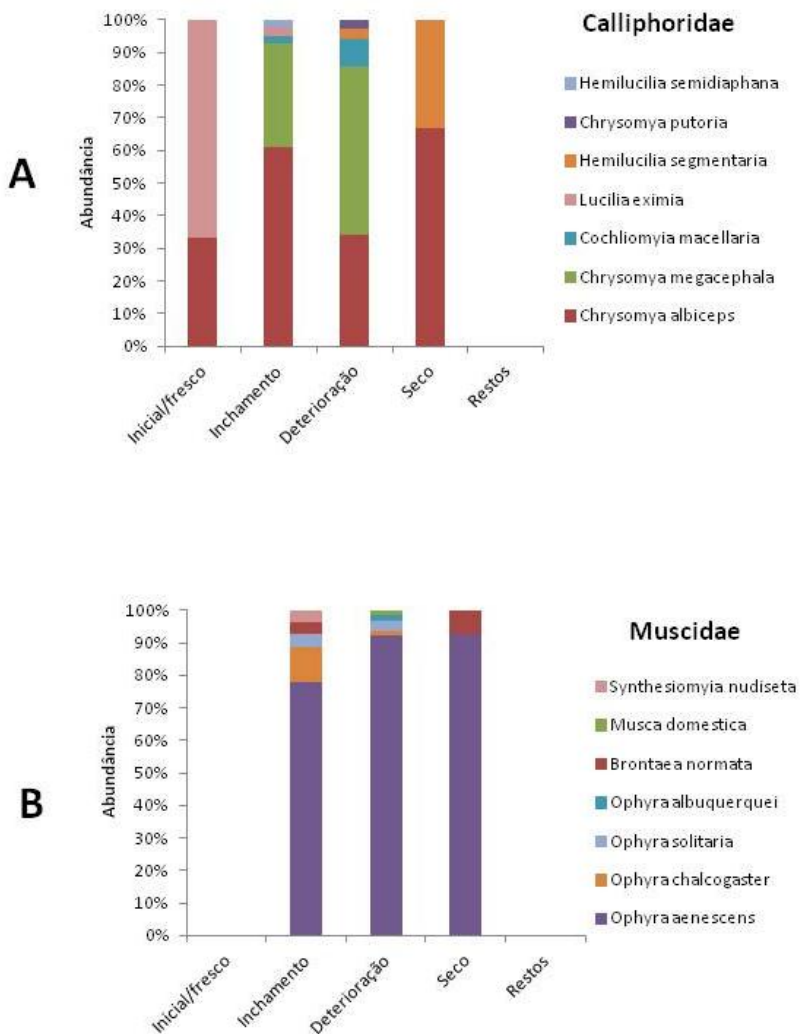 Calliphoridae
A
Abundância
100%
90%
80%
70%
60%
50%
40%
30%
20%
10%
0%
Inicial/fresco
Inchamento
Deterioração
Seco
Restos
Hemilucilia semidiaphana
Chrysomya putoria
Hemilucilia segmentaria
Lucilia eximia
Cochliomyia macellaria
Chrysomya megacephala
Chrysomya albiceps
Muscidae
B
Abundância
100%
90%
80%
70%
60%
50%
40%
30%
20%
10%
0%
Inicial/fresco
Inchamento
Deterioração
Seco
Restos
Synthesiomyia nudiseta
Musca domestica
Brontaea normata
Ophyra albuquerquei
Ophyra solitaria
Ophyra chalcogaster
Ophyra aenescens